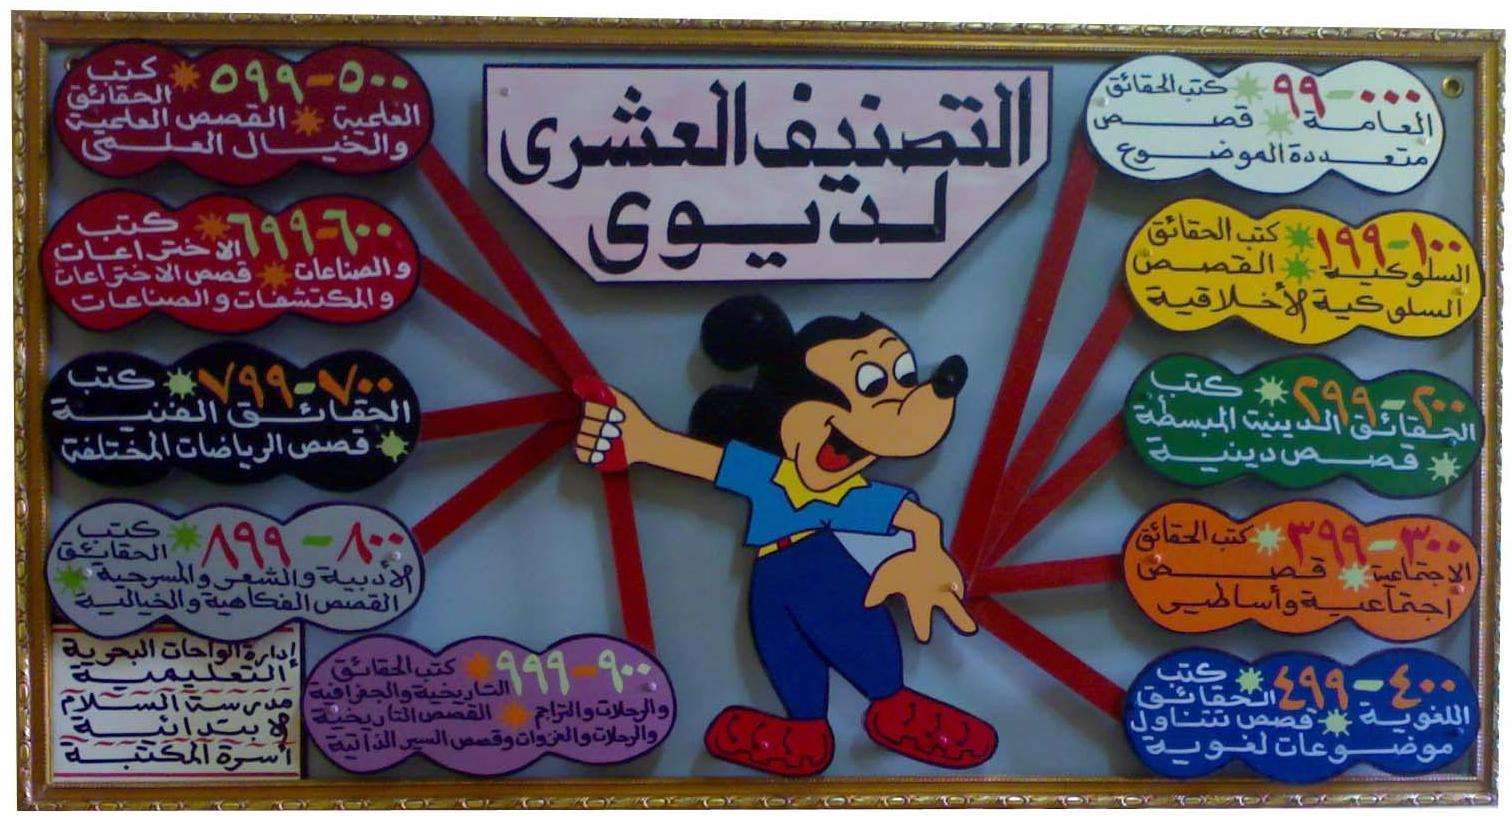 التصنيف العشرى
لديوى
٠٠٠-٩٩ كتب الحقائق
العامة قصص
متعددة الموضوع
١٠٠-١٩٩ كتب الحقائق
السلوكية القصص
السلوكية الأخلاقية
٢٠٠-٢٩٩ كتب
الحقائق الدينية المبسطة
قصص دينية
٣٠٠-٣٩٩ كتب الحقائق
الاجتماعية قصص
اجتماعية وأساطير
٤٠٠-٤٩٩ كتب
اللغوية الحقائق
قصص تتناول
موضوعات لغوية
٥٠٠-٥٩٩ كتب
الحقائق
العلمية القصص العلمية
والخيال العلمى
٦٠٠-٦٩٩ كتب
الاختراعات
والصناعات قصص الاختراعات
والمكتشفات والصناعات
٧٠٠-٧٩٩ كتب
الحقائق الفنية
قصص الرياضات المختلفة
٨٠٠-٨٩٩ كتب
الحقائق
الأدبية والشعر والمسرحية
القصص الفكاهية والخيالية
٩٠٠-٩٩٩ كتب الحقائق
التاريخية والجغرافية
والرحلات والتراجم القصص التاريخية
والرحلات والغزوات وقصص السير الذاتية
إدارة الواحات البحرية
التعليمية
مدرسة السلام
الابتدائية
أسرة المكتبة